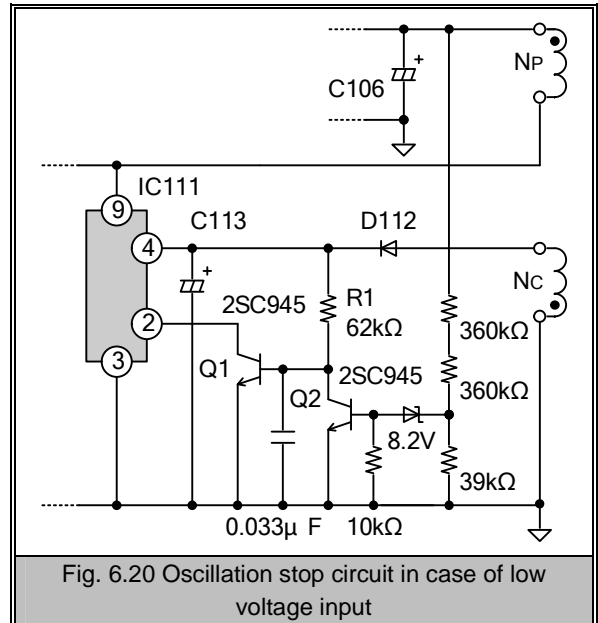 C106
+
NP
IC111
9
C113
D112
4
+
2SC945
R1
62kΩ
NC
360kΩ
2
Q1
2SC945
3
Q2
360kΩ
8.2V
39kΩ
0.033μ F
10kΩ
Fig. 6.20 Oscillation stop circuit in case of low
voltage input